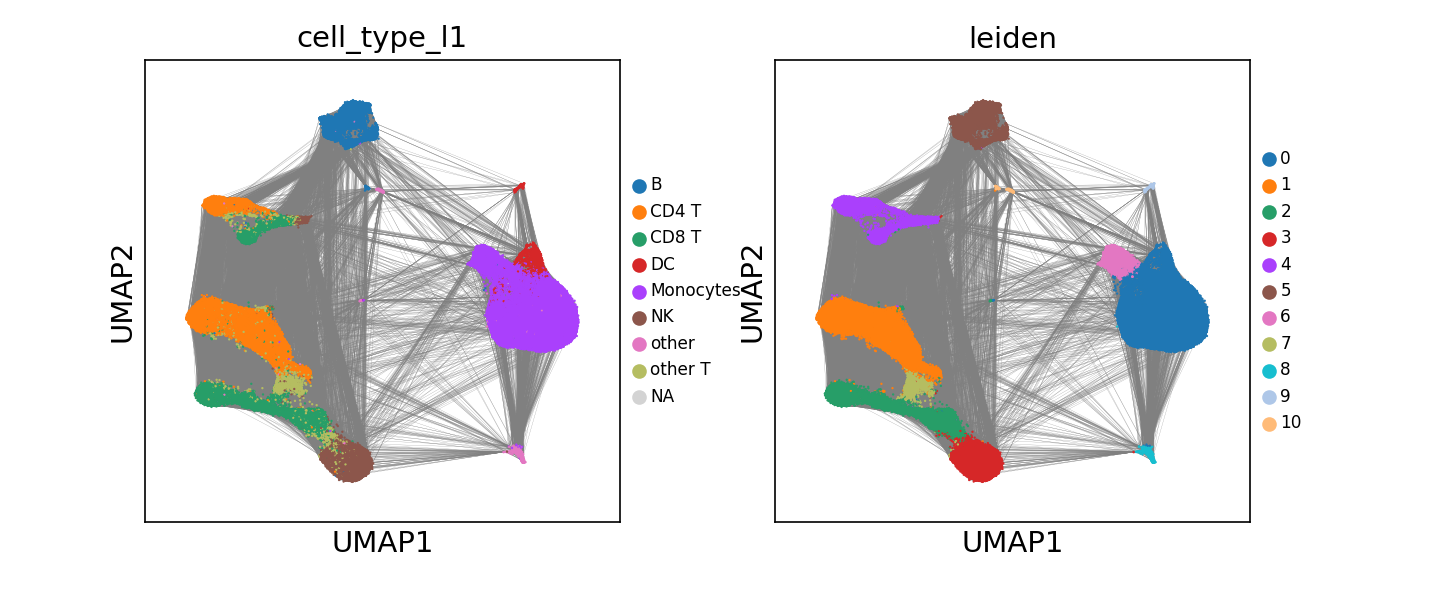 cell_type_l1
UMAP2
UMAP1
B
CD4 T
CD8 T
DC
Monocytes
NK
other
other T
NA
leiden
UMAP2
UMAP1
0
1
2
3
4
5
6
7
8
9
10